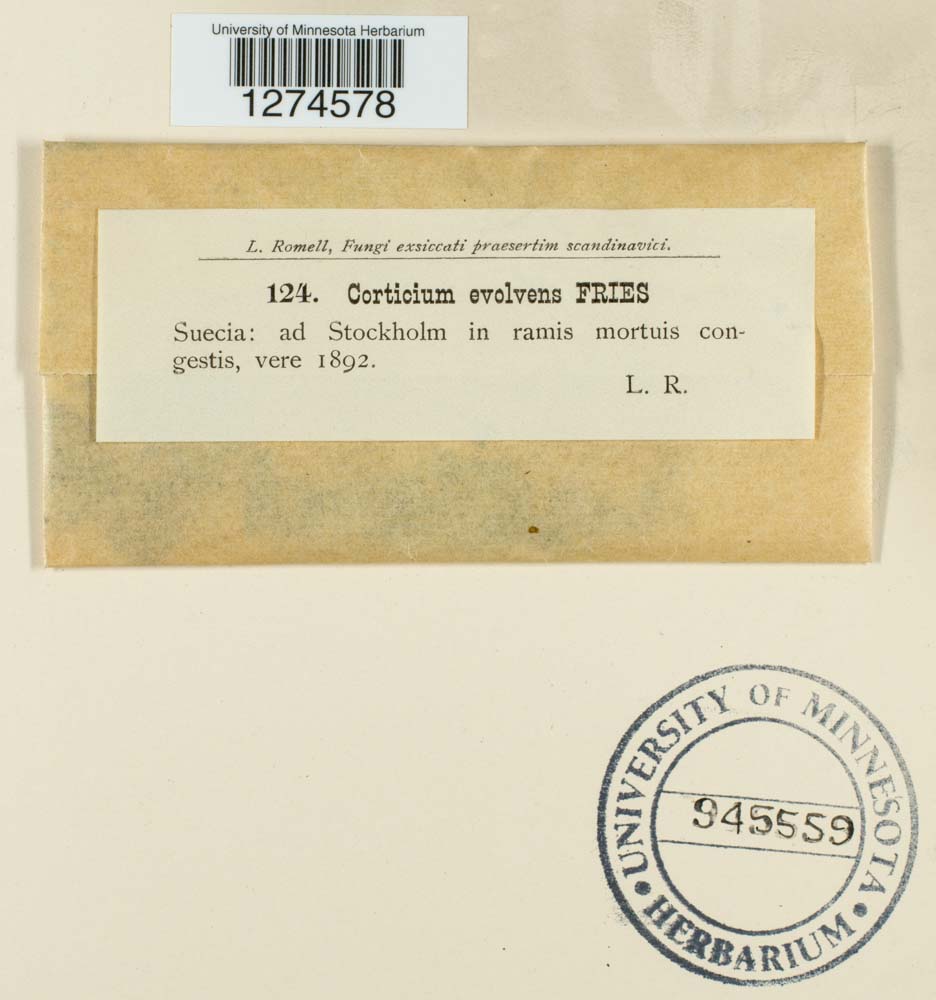 University of Minnesota Herbarium
1274578
L. Romell, Fungi exsiccati praesertim scandinavici.
124. Corticium evolvens FRIES
Suecia: ad Stockholm in ramis mortuis con-
gestis, vere 1892.
L. R.
UNIVERSITY OF MINNESOTA
945559
HERBARIUM